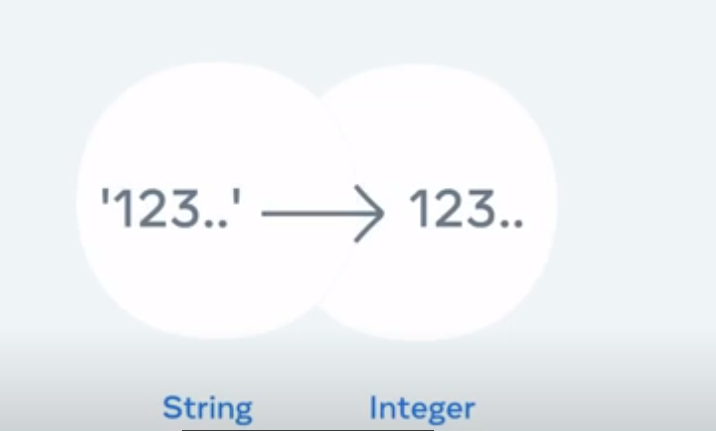 '123..' → 123..
String Integer